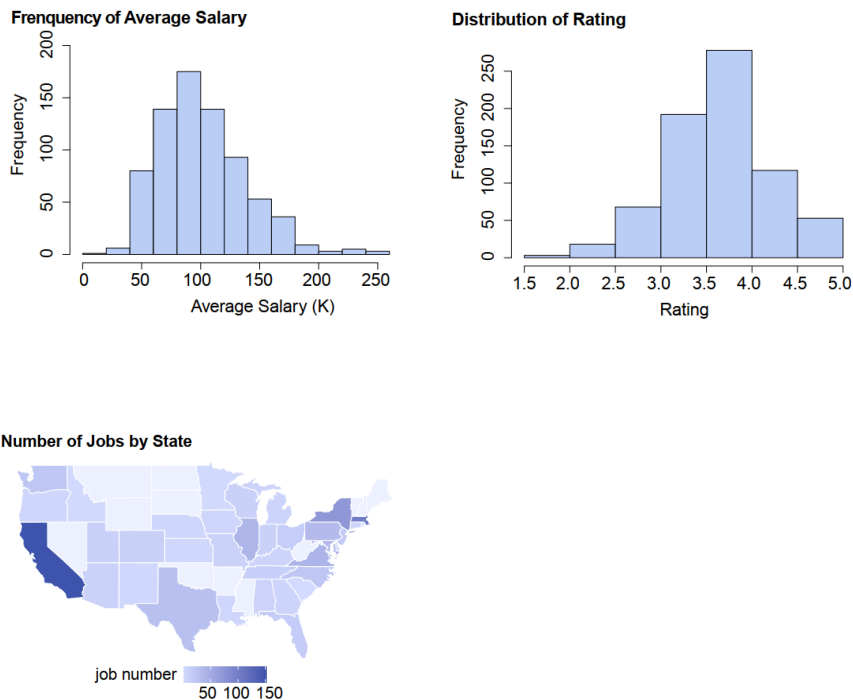 Frenquency of Average Salary
200
150
100
50
0
Frequency
0 50 100 150 200 250
Average Salary (K)
Distribution of Rating
250
200
150
100
50
0
Frequency
1.5 2.0 2.5 3.0 3.5 4.0 4.5 5.0
Rating
Number of Jobs by State
job number
50 100 150